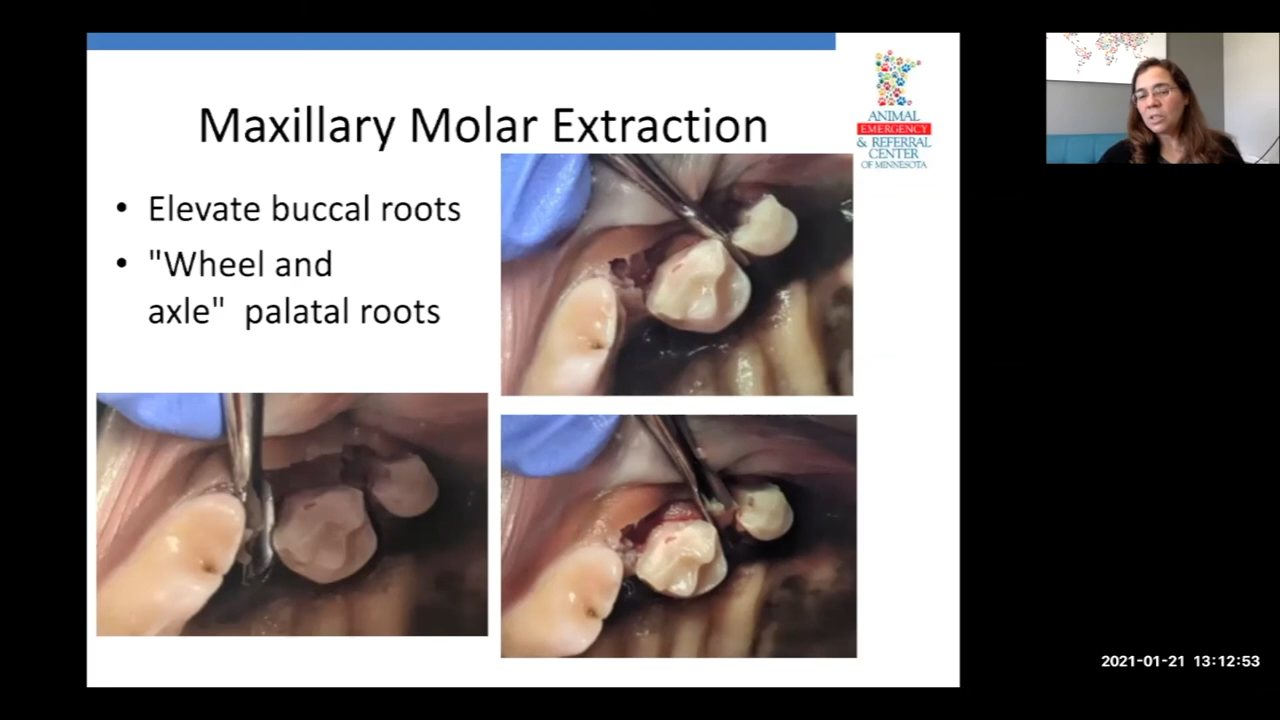 Maxillary Molar Extraction
ANIMAL
EMERGENCY
& REFERRAL
CENTER
OF MINNESOTA
• Elevate buccal roots
• "Wheel and
axle" palatal roots
2021-01-21 13:12:53